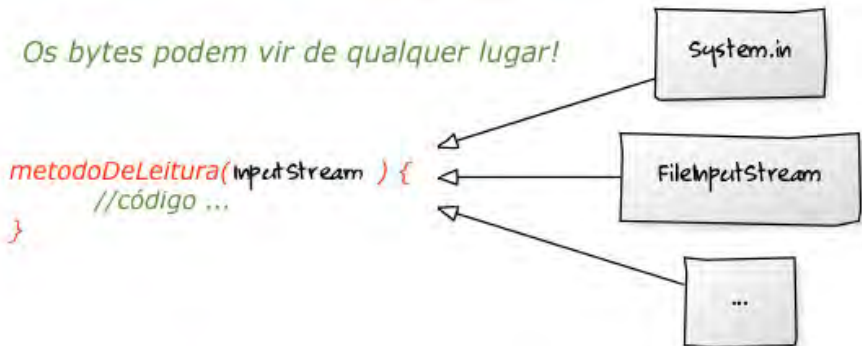 Os bytes podem vir de qualquer lugar!
System.in
metodoDeLeitura( InputStream ) {
FileInputStream
//código ...
}
...